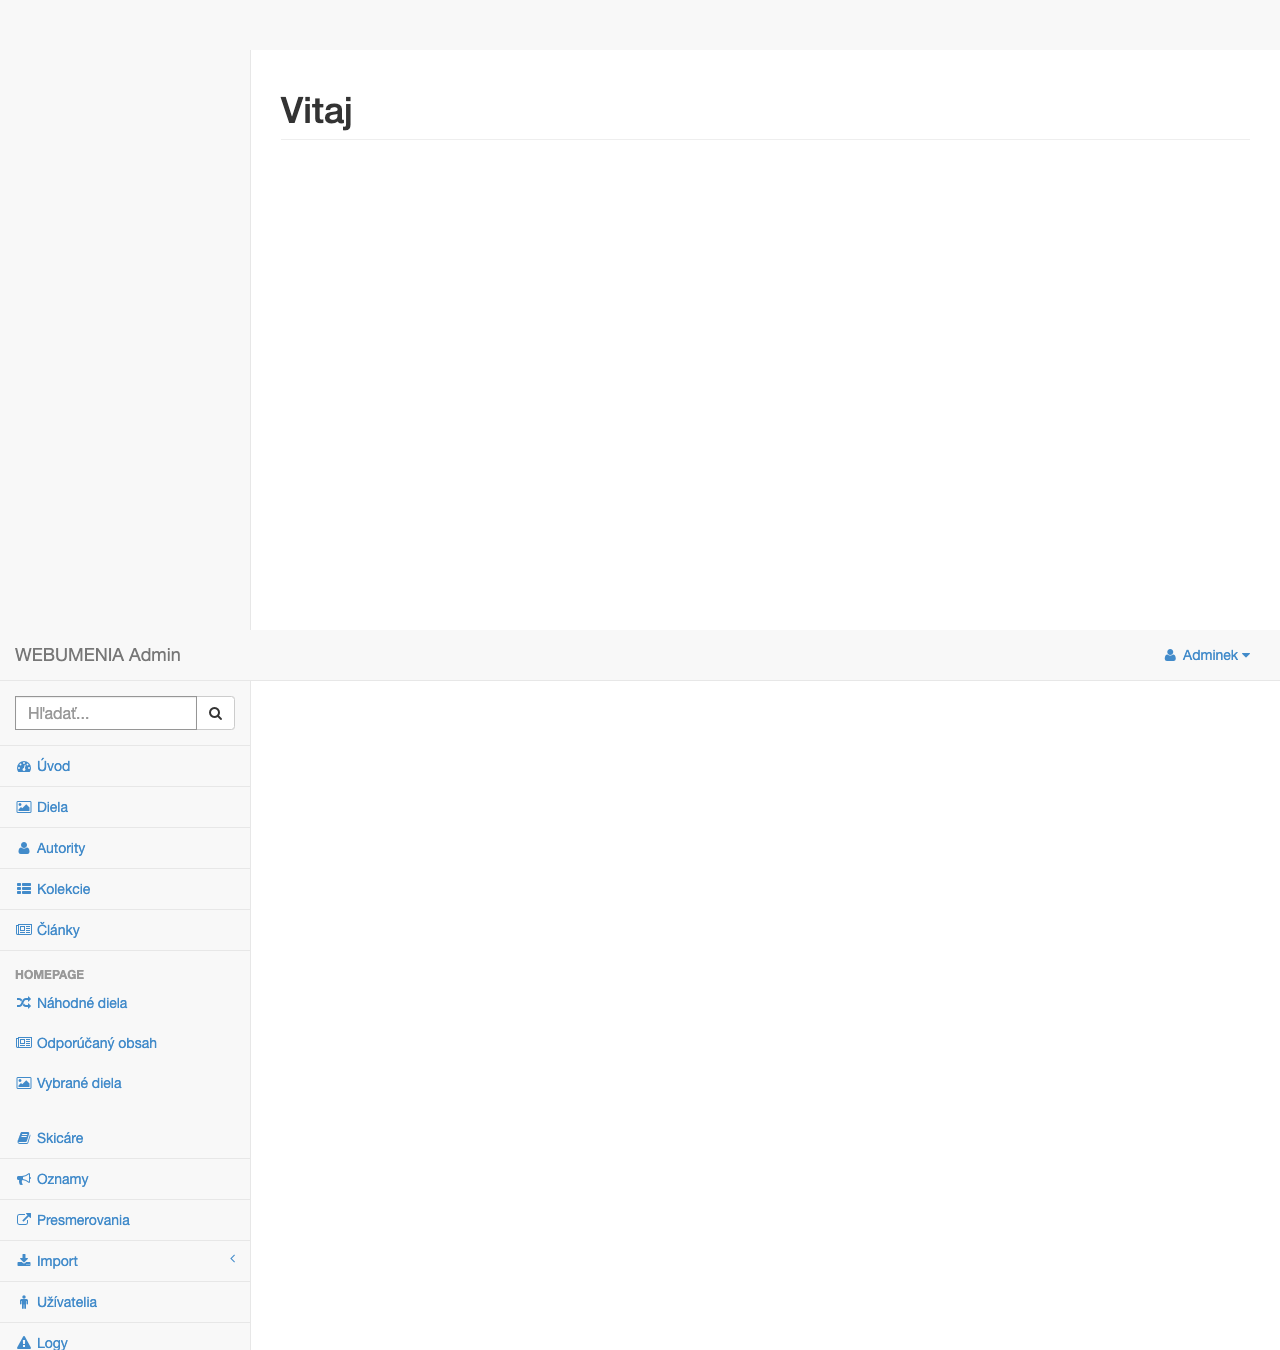 Vitaj
WEBUMENIA Admin
Adminek
Hľadať...
Úvod
Diela
Autority
Kolekcie
Články
HOMEPAGE
Náhodné diela
Odporúčaný obsah
Vybrané diela
Skicáre
Oznamy
Presmerovania
Import
Užívatelia
Logy